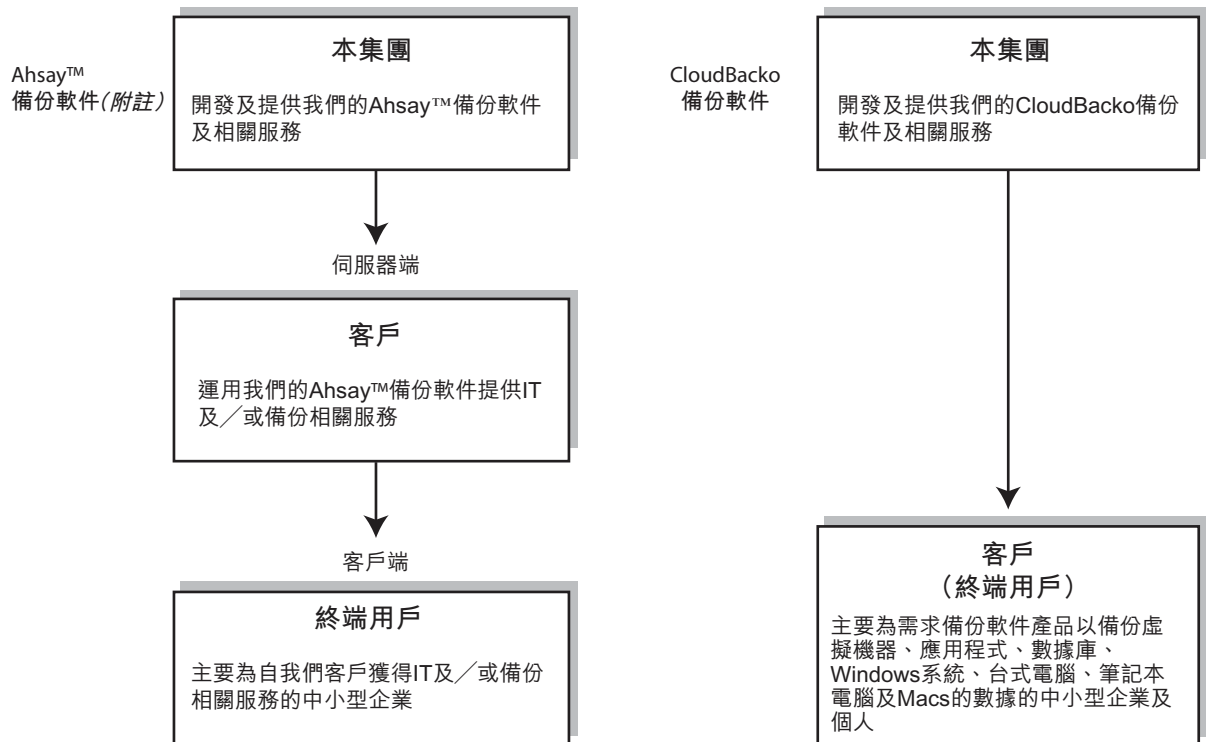 Ahsay™
備份軟件（附註）
本集團
開發及提供我們的Ahsay™備份軟件
及相關服務
伺服器端
客戶
運用我們的Ahsay™備份軟件提供IT
及╱或備份相關服務
客戶端
終端用戶
主要為自我們客戶獲得IT及╱或備份
相關服務的中小型企業
CloudBacko
備份軟件
本集團
開發及提供我們的CloudBacko備份
軟件及相關服務
客戶
（終端用戶）
主要為需求備份軟件產品以備份虛
擬機器、應用程式、數據庫、
Windows系統、台式電腦、筆記本
電腦及Macs的數據的中小型企業及
個人